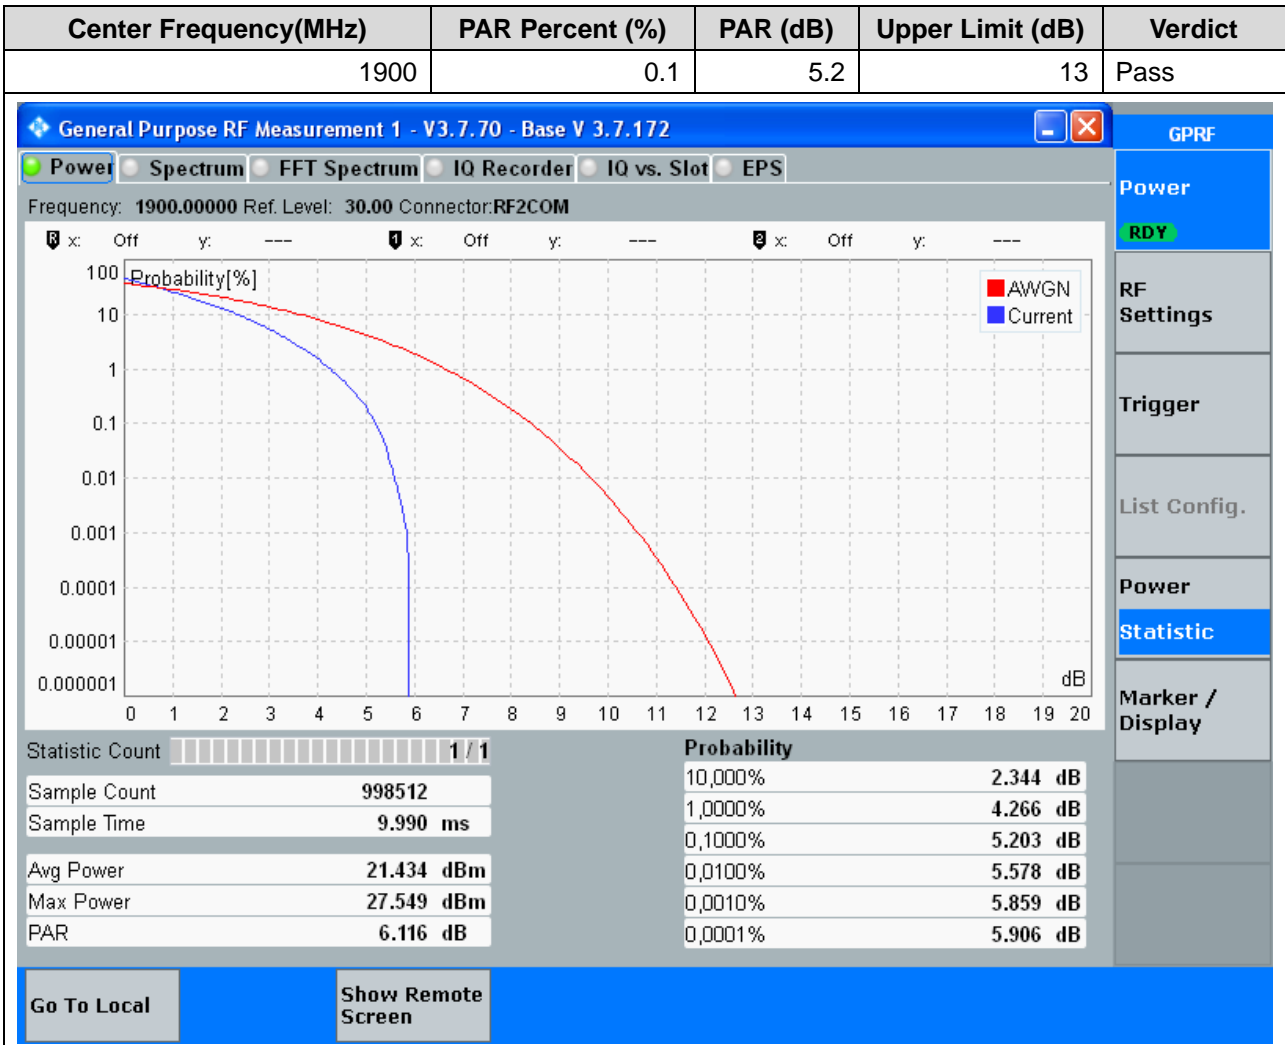 Center Frequency(MHz) PAR Percent (%) PAR (dB) Upper Limit (dB) Verdict
1900 0.1 5.2 13 Pass
General Purpose RF Measurement 1 - V3.7.70 - Base V 3.7.172
GPRF
Power Spectrum FFT Spectrum IQ Recorder IQ vs. Slot EPS
Power
RDY
Frequency: 1900.00000 Ref. Level: 30.00 Connector:RF2COM
R x: Off y: --- 1 x: Off y: --- 2 x: Off y: ---
Probability[%]
100
10
1
0.1
0.01
0.001
0.0001
0.00001
0.000001
AWGN
Current
dB
0 1 2 3 4 5 6 7 8 9 10 11 12 13 14 15 16 17 18 19 20
RF
Settings
Trigger
List Config.
Power
Statistic
Marker /
Display
Statistic Count 1 / 1
Sample Count 998512
Sample Time 9.990 ms
Avg Power 21.434 dBm
Max Power 27.549 dBm
PAR 6.116 dB
Probability
10,000% 2.344 dB
1,0000% 4.266 dB
0,1000% 5.203 dB
0,0100% 5.578 dB
0,0010% 5.859 dB
0,0001% 5.906 dB
Go To Local
Show Remote
Screen